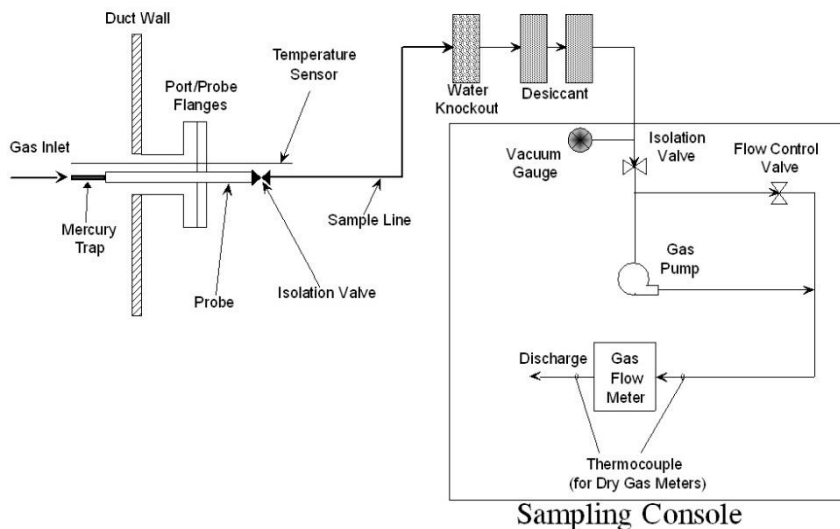 Duct Wall
Temperature
Sensor
Port/Probe
Flanges
Gas Inlet
Mercury
Trap
Probe
Isolation Valve
Sample Line
Water
Knockout
Desiccant
Vacuum
Gauge
Isolation
Valve
Flow Control
Valve
Gas
Pump
Discharge
Gas
Flow
Meter
Thermocouple
(for Dry Gas Meters)
Sampling Console